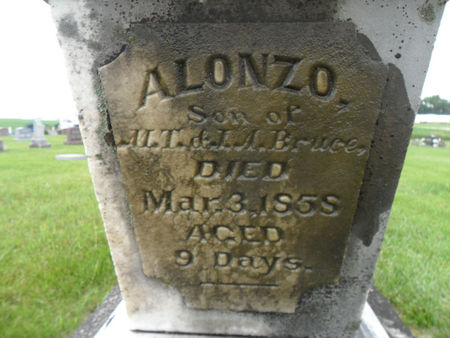 ALONZO,
Son of
M.T. & I.A. Bruce,
DIED
Mar. 3, 1858
AGED
9 Days.